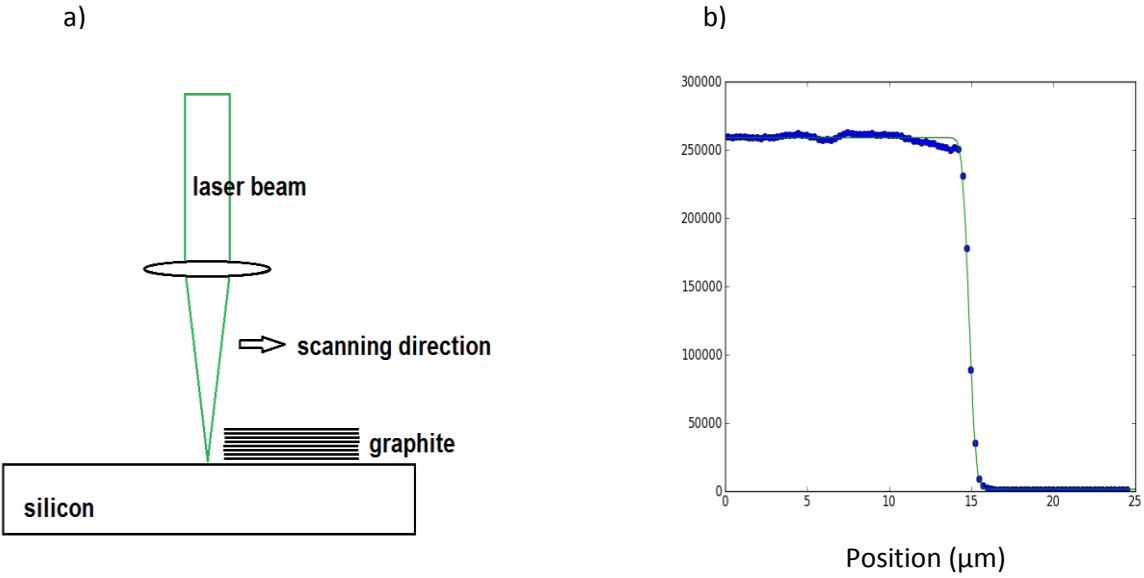 a)
laser beam
scanning direction
graphite
silicon
b)
300000
250000
200000
150000
100000
50000
0
0 5 10 15 20 25
Position (µm)